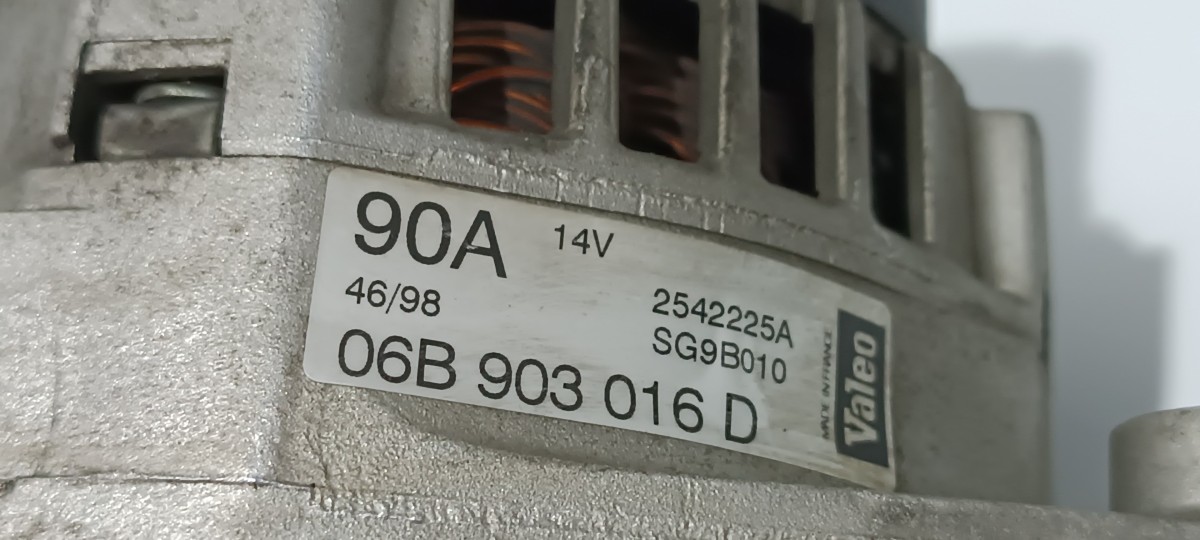 90A 14V
46/98 2542225A
SG9B010
06B 903 016 D
MADE IN FRANCE
Valeo